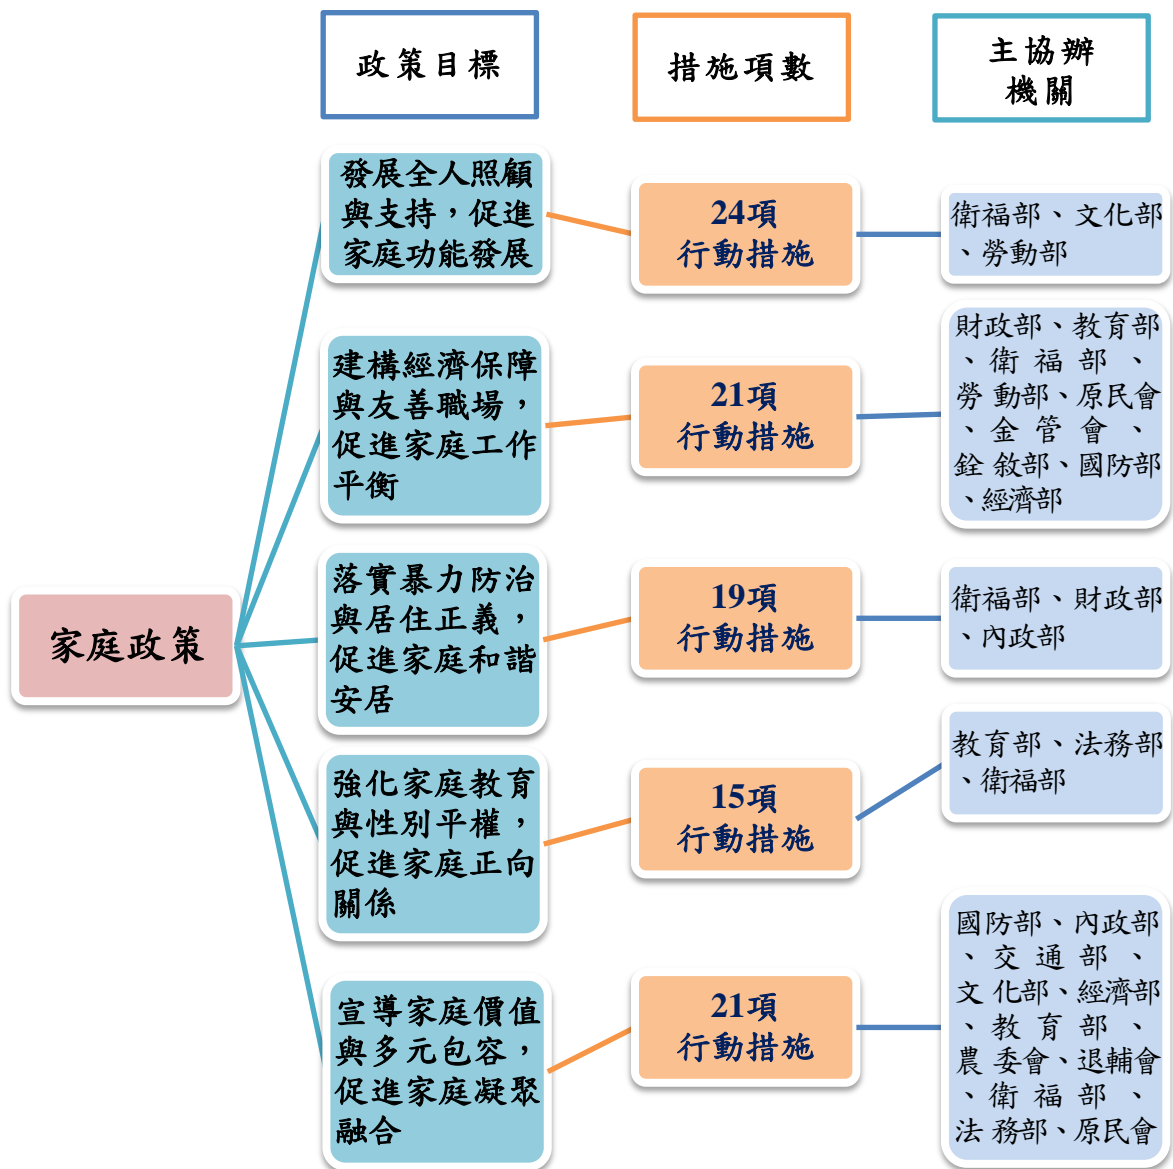 政策目標
措施項數
主協辦
機關
家庭政策
發展全人照顧
與支持，促進
家庭功能發展
24項
行動措施
衛福部、文化部
、勞動部
建構經濟保障
與友善職場，
促進家庭工作
平衡
21項
行動措施
財政部、教育部
、衛福部、
勞動部、原民會
、金管會、
銓敘部、國防部
、經濟部
落實暴力防治
與居住正義，
促進家庭和諧
安居
19項
行動措施
衛福部、財政部
、內政部
強化家庭教育
與性別平權，
促進家庭正向
關係
15項
行動措施
教育部、法務部
、衛福部
宣導家庭價值
與多元包容，
促進家庭凝聚
融合
21項
行動措施
國防部、內政部
、交通部、
文化部、經濟部
、教育部、
農委會、退輔會
、衛福部、
法務部、原民會